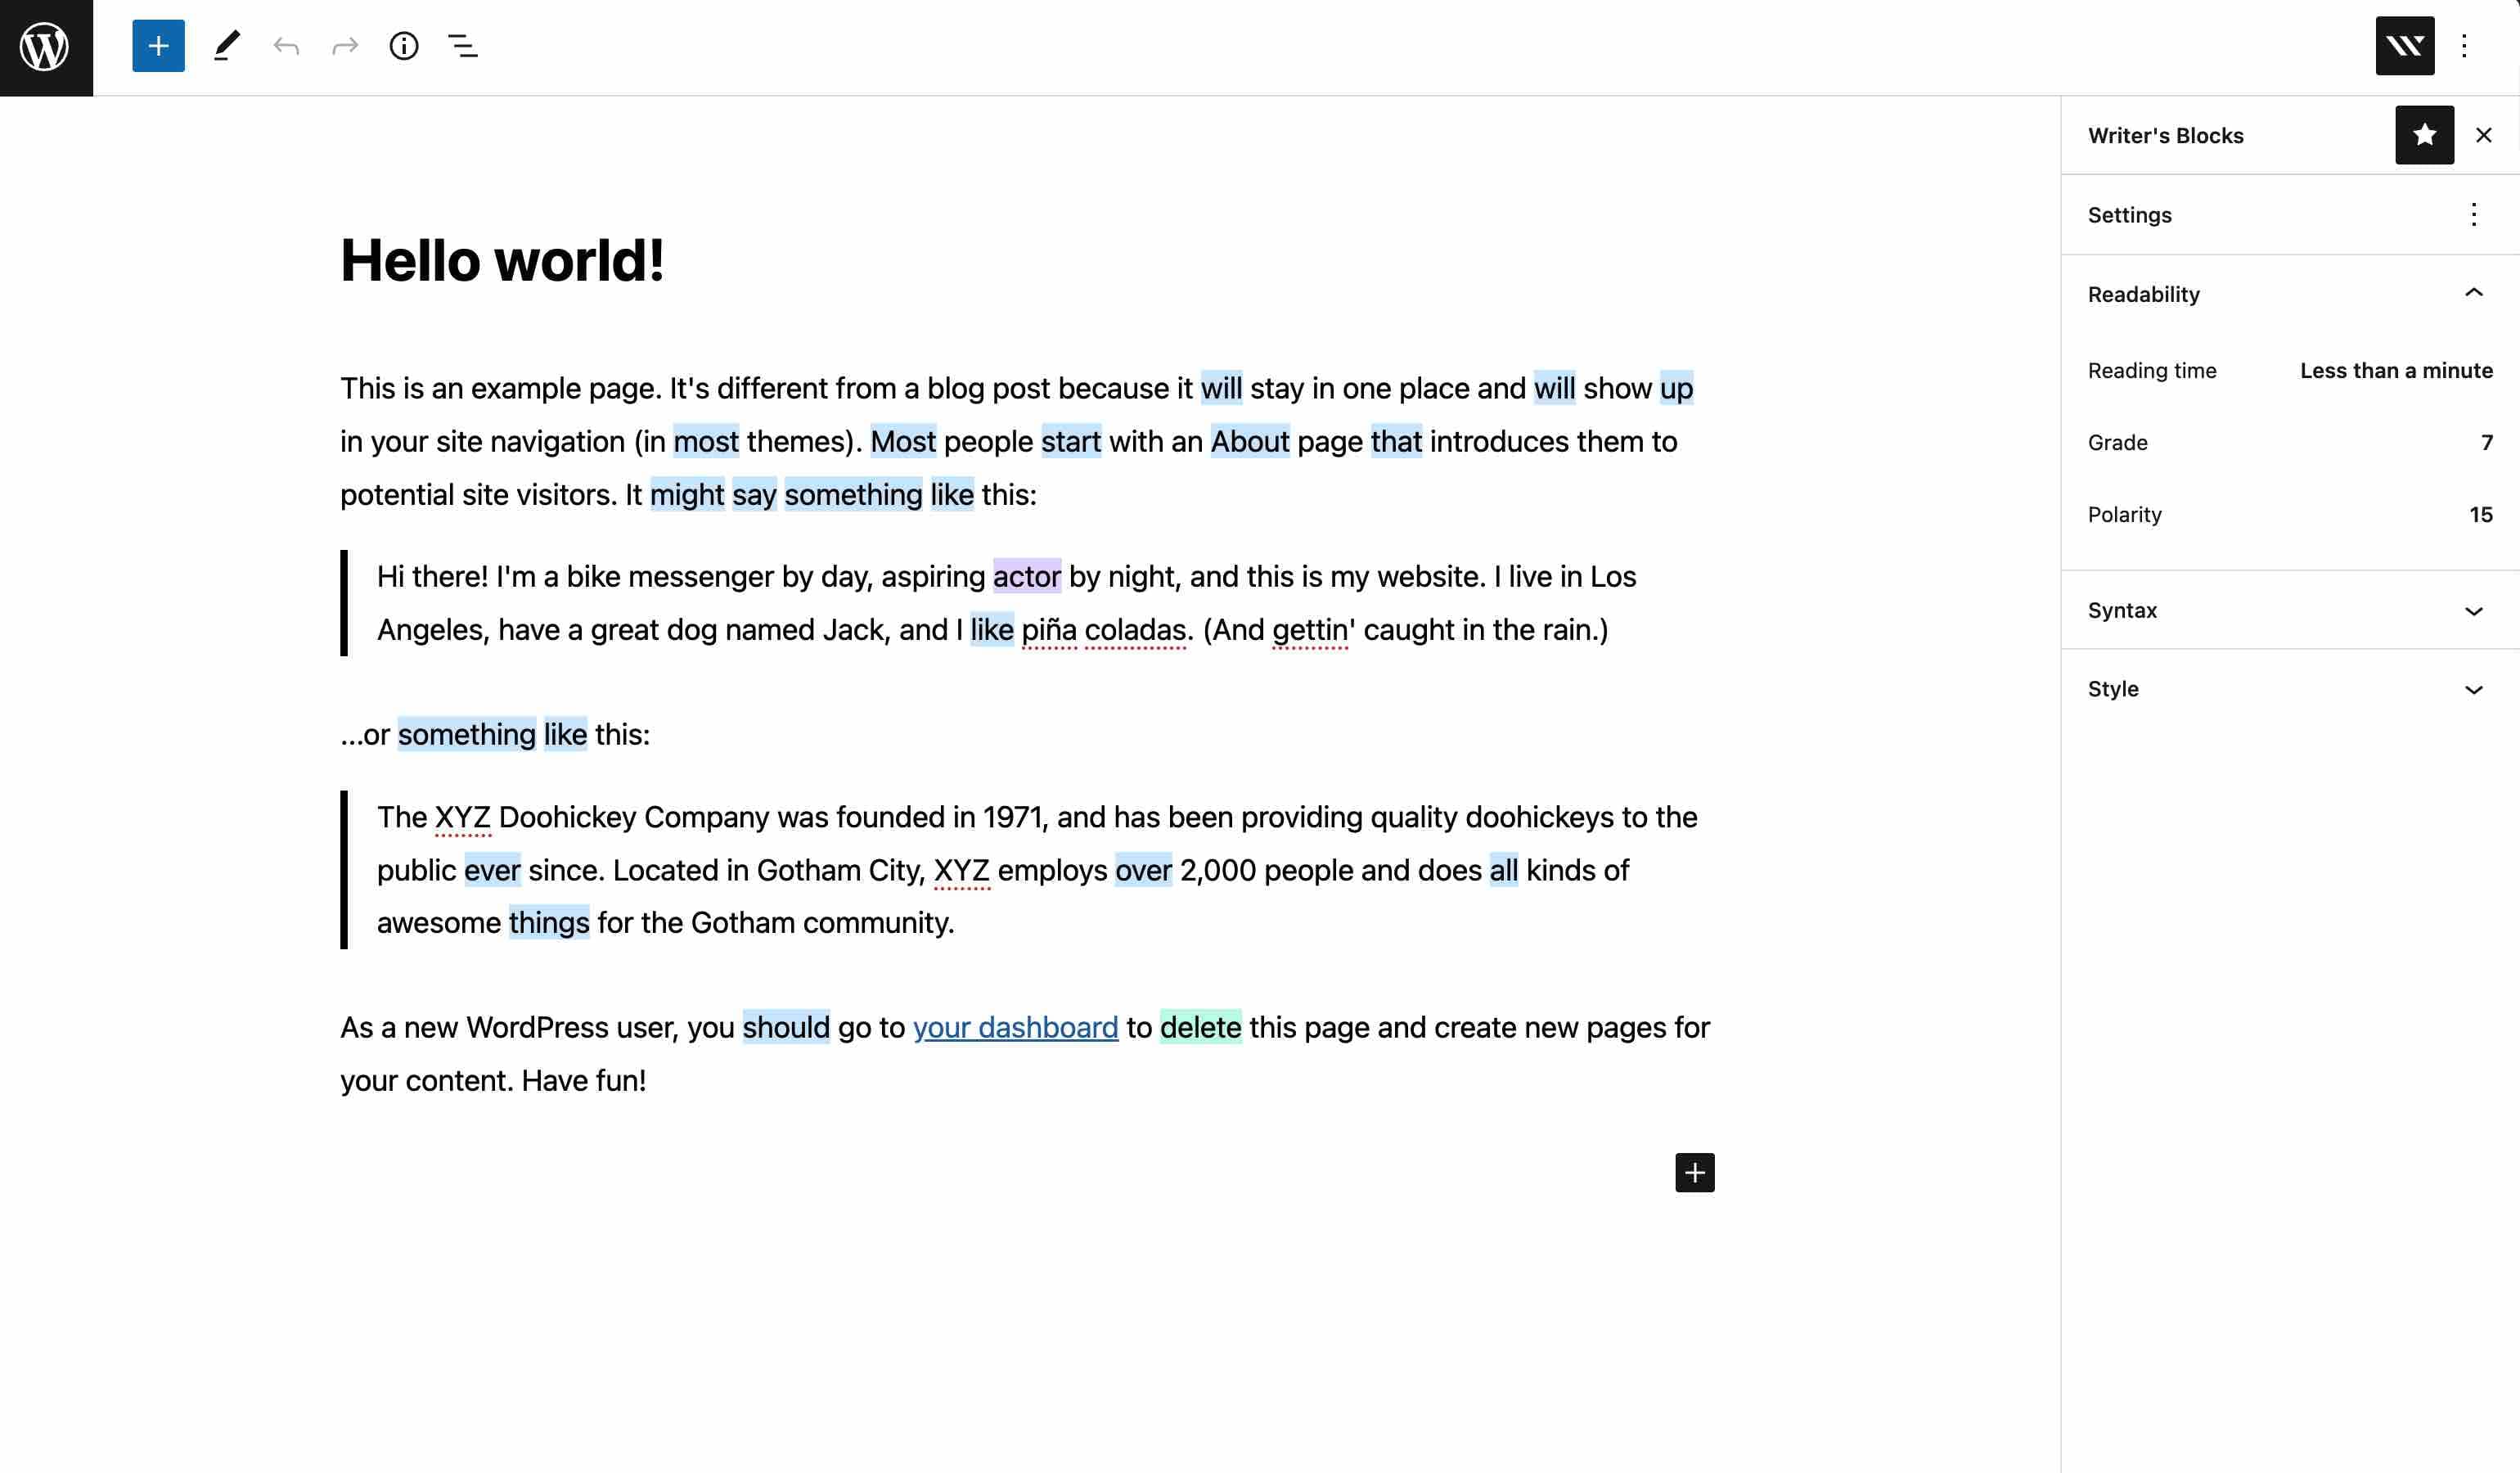 Writer's Blocks
Settings
Hello world!
Readability
This is an example page. It's different from a blog post because it will stay in one place and will show up
in your site navigation (in most themes). Most people start with an About page that introduces them to
potential site visitors. It might say something like this:
Hi there! I'm a bike messenger by day, aspiring actor by night, and this is my website. I live in Los
Angeles, have a great dog named Jack, and I like piña coladas. (And gettin' caught in the rain.)
...or something like this:
The XYZ Doohickey Company was founded in 1971, and has been providing quality doohickeys to the
public ever since. Located in Gotham City, XYZ employs over 2,000 people and does all kinds of
awesome things for the Gotham community.
As a new WordPress user, you should go to your dashboard to delete this page and create new pages for
your content. Have fun!
Reading time Less than a minute
Grade 7
Polarity 15
Syntax
Style